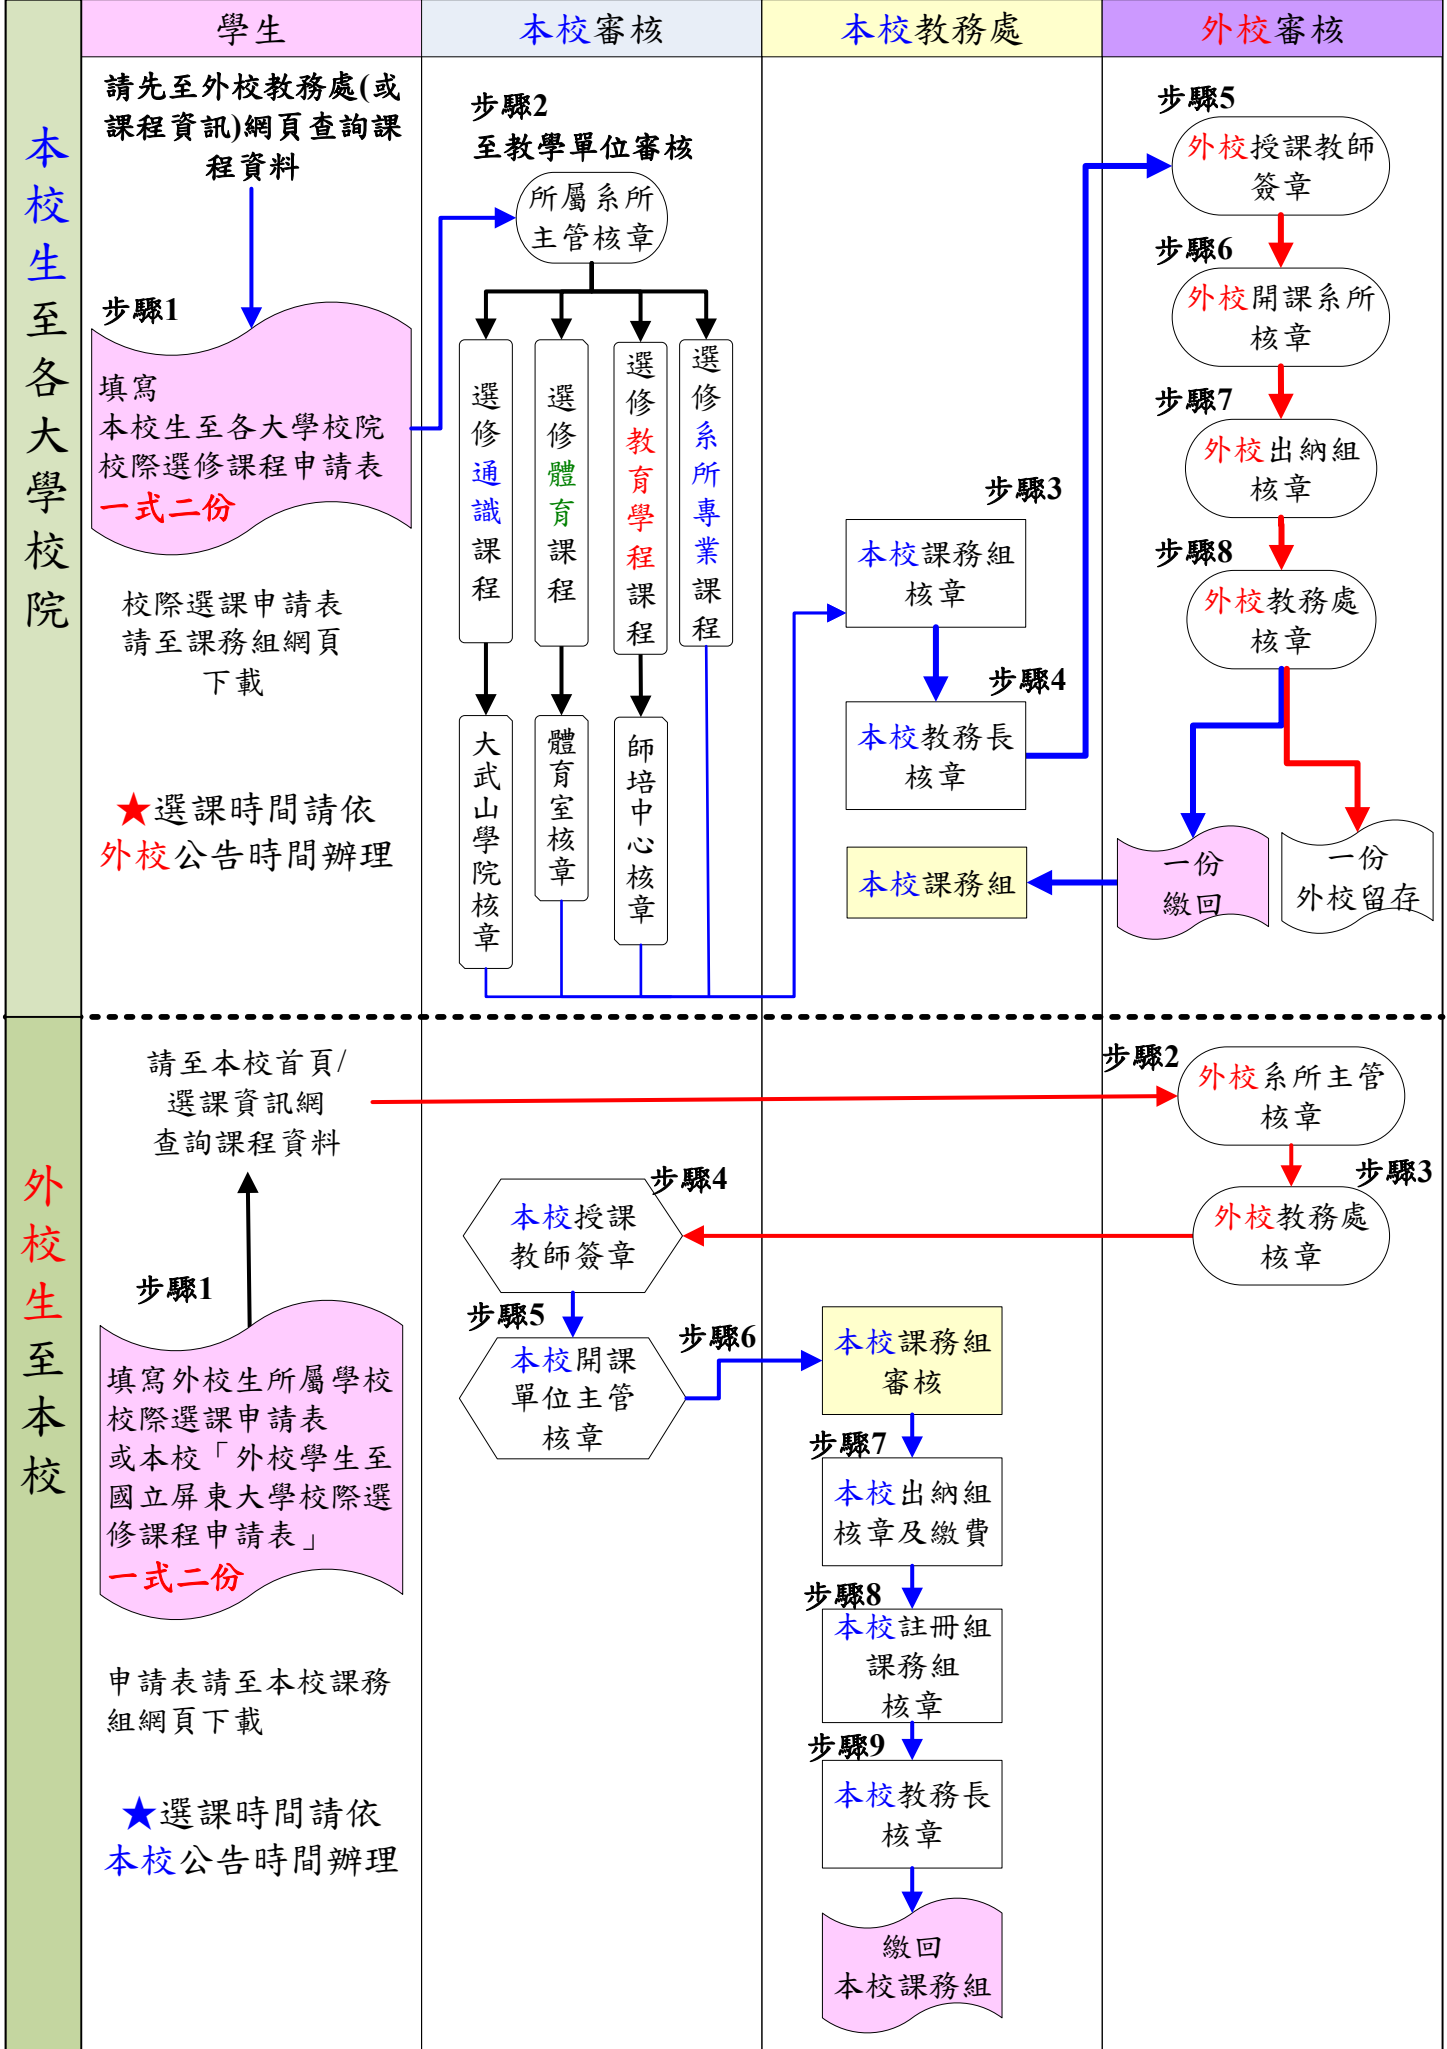 學生
本校審核
本校教務處
外校審核
本校生至各大學校院
請先至外校教務處(或
課程資訊)網頁查詢課
程資料
步驟1
填寫
本校生至各大學校院
校際選修課程申請表
一式二份
校際選課申請表
請至課務組網頁
下載
★選課時間請依
外校公告時間辦理
步驟2
至教學單位審核
所屬系所
主管核章
選修通識課程
選修體育課程
選修教育學程課程
選修系所專業課程
大武山學院核章
體育室核章
師培中心核章
步驟3
本校課務組
核章
步驟4
本校教務長
核章
本校課務組
步驟5
外校授課教師
簽章
步驟6
外校開課系所
核章
步驟7
外校出納組
核章
步驟8
外校教務處
核章
一份
繳回
一份
外校留存
外校生至本校
請至本校首頁/
選課資訊網
查詢課程資料
步驟1
填寫外校生所屬學校
校際選課申請表
或本校「外校學生至
國立屏東大學校際選
修課程申請表」
一式二份
申請表請至本校課務
組網頁下載
★選課時間請依
本校公告時間辦理
步驟2
外校系所主管
核章
步驟3
外校教務處
核章
步驟4
本校授課
教師簽章
步驟5
本校開課
單位主管
核章
步驟6
本校課務組
審核
步驟7
本校出納組
核章及繳費
步驟8
本校註冊組
課務組
核章
步驟9
本校教務長
核章
繳回
本校課務組